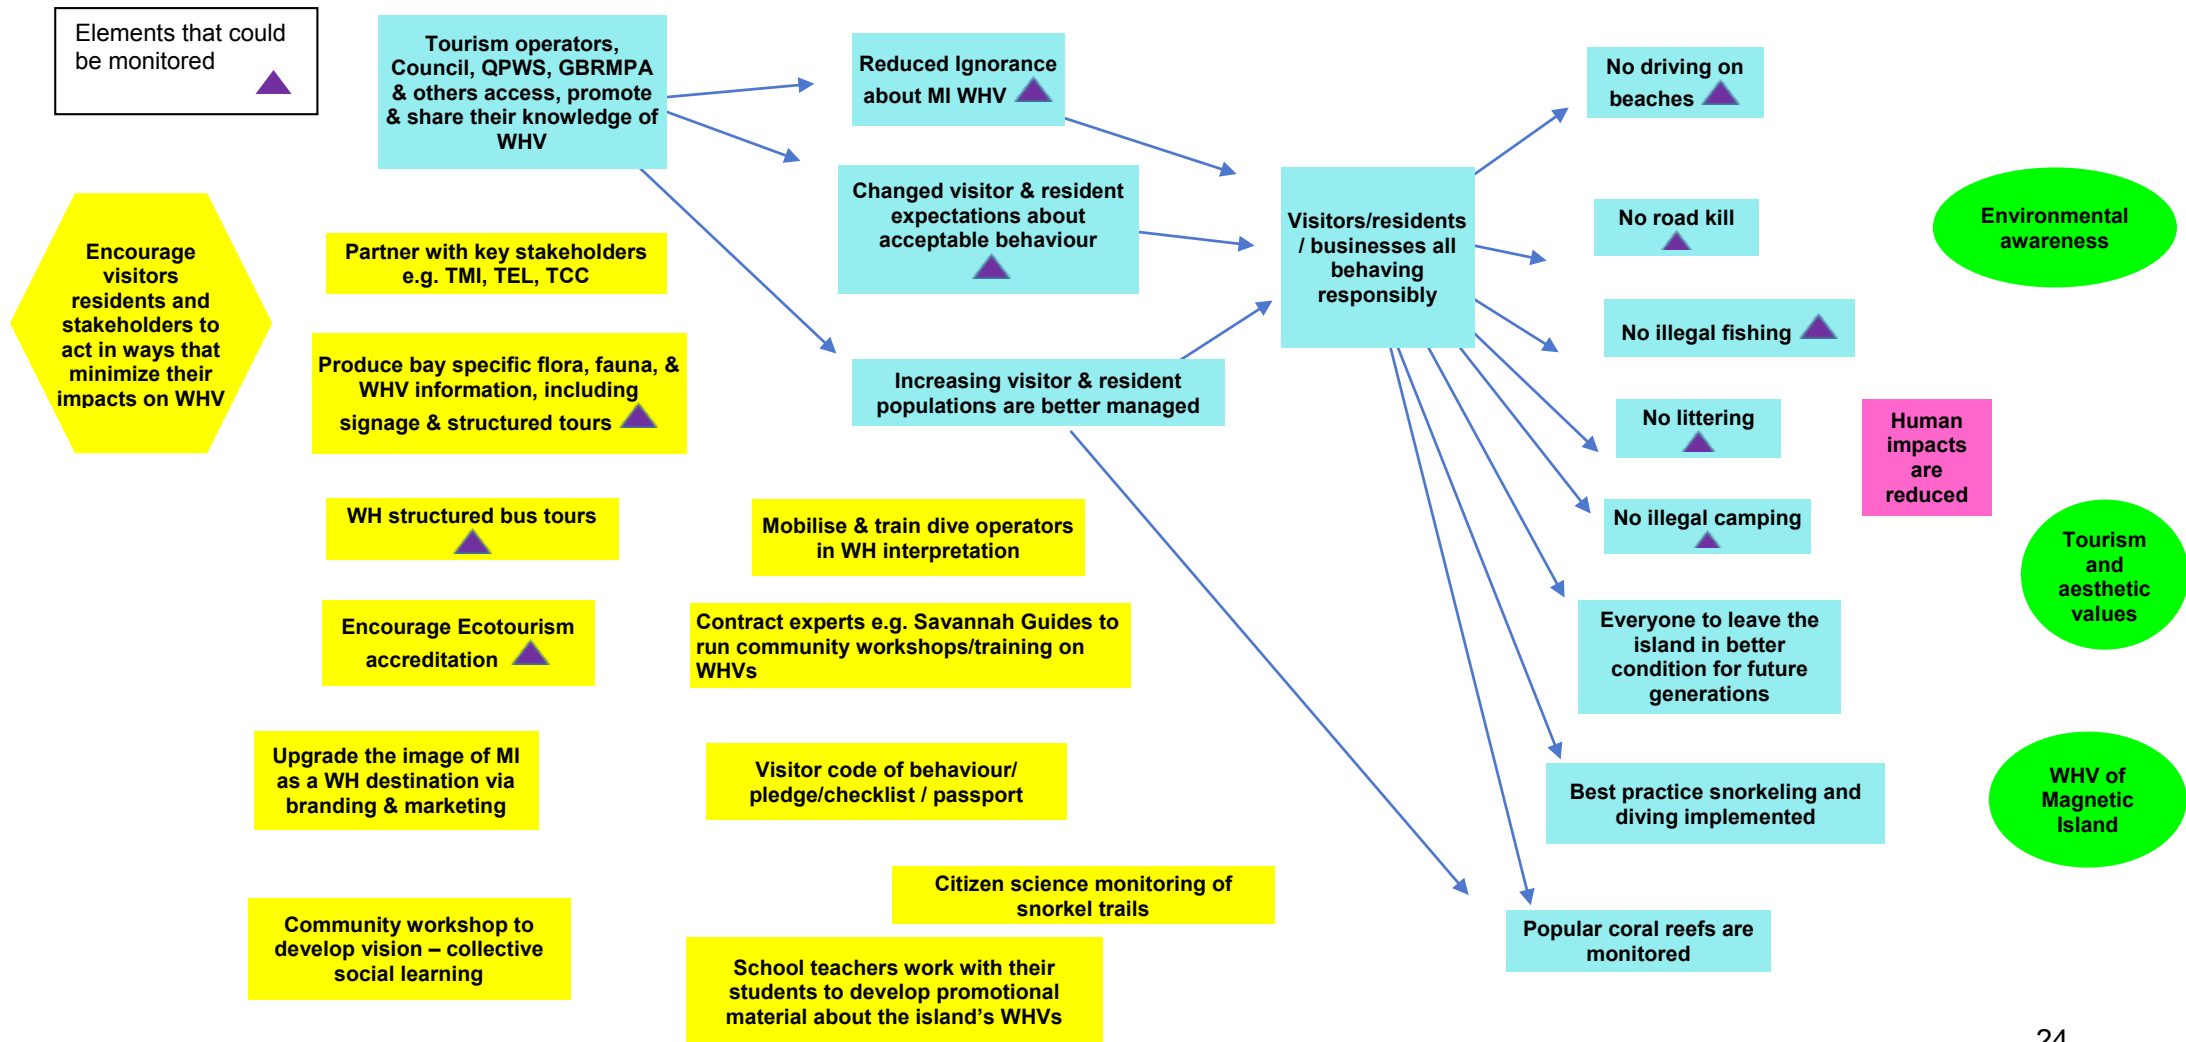 Elements that could
be monitored
Tourism operators,
Council, QPWS, GBRMPA
& others access, promote
& share their knowledge of
WHV
Reduced Ignorance
about MI WHV
No driving on
beaches
Changed visitor & resident
expectations about
acceptable behaviour
Visitors/residents
/ businesses all
behaving
responsibly
No road kill
Environmental
awareness
Encourage
visitors
residents and
stakeholders to
act in ways that
minimize their
impacts on WHV
Partner with key stakeholders
e.g. TMI, TEL, TCC
No illegal fishing
Produce bay specific flora, fauna, &
WHV information, including
signage & structured tours
Increasing visitor & resident
populations are better managed
No littering
Human
impacts
are
reduced
WH structured bus tours
Mobilise & train dive operators
in WH interpretation
No illegal camping
Tourism
and
aesthetic
values
Encourage Ecotourism
accreditation
Contract experts e.g. Savannah Guides to
run community workshops/training on
WHVs
Everyone to leave the
island in better
condition for future
generations
Upgrade the image of MI
as a WH destination via
branding & marketing
Visitor code of behaviour/
pledge/checklist / passport
Best practice snorkeling and
diving implemented
WHV of
Magnetic
Island
Citizen science monitoring of
snorkel trails
Community workshop to
develop vision – collective
social learning
Popular coral reefs are
monitored
School teachers work with their
students to develop promotional
material about the island's WHVs
24